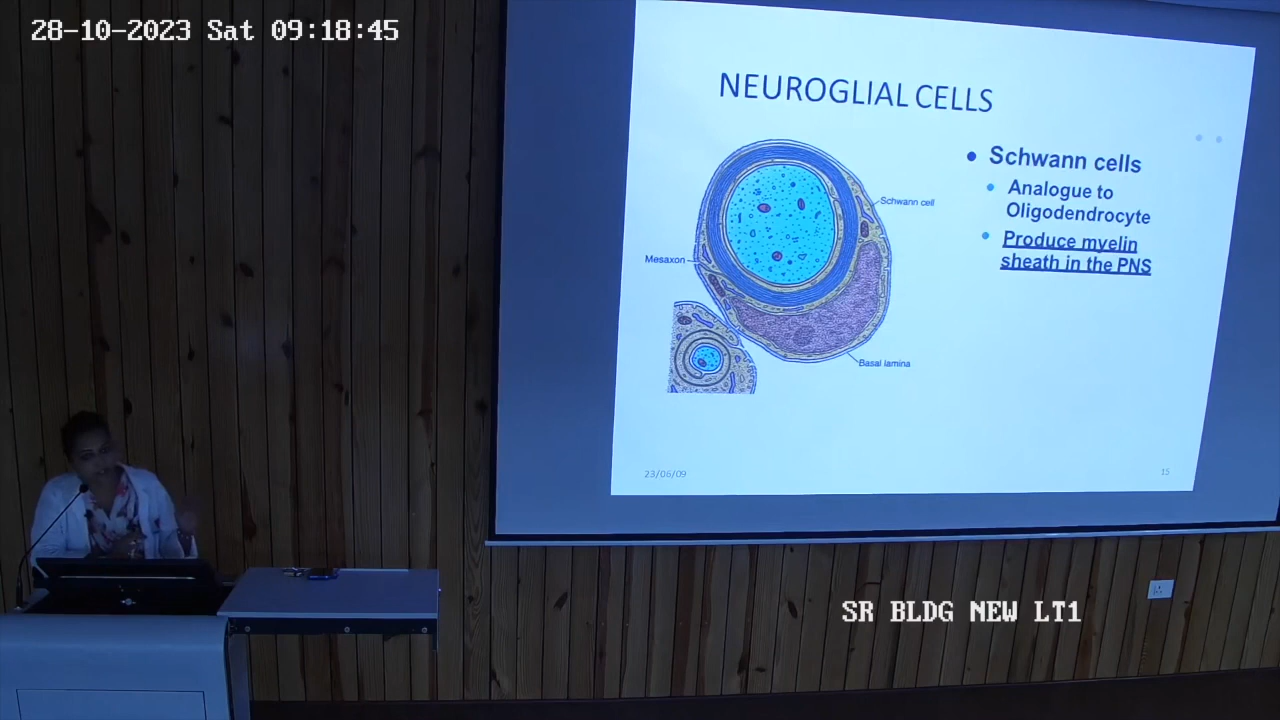 28-10-2023 Sat 09:18:45
NEUROGLIAL CELLS
Schwann cell
Mesaxon
Basal lamina
Schwann cells
Analogue to
Oligodendrocyte
Produce myelin
sheath in the PNS
23/06/09
15
SR BLDG NEW LT1